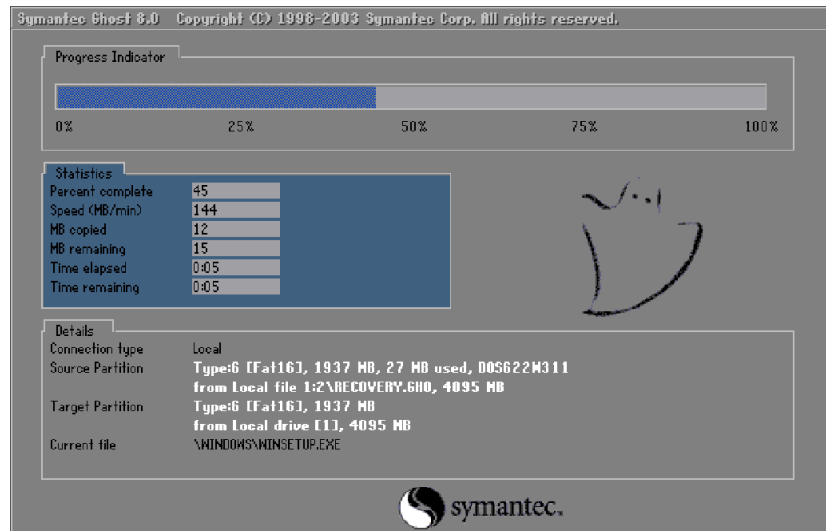 Symantec Ghost 8.0   Copyright (C) 1998-2003 Symantec Corp. All rights reserved.
Progress Indicator
0% 25% 50% 75% 100%
Statistics
Percent complete 45
Speed (MB/min) 144
MB copied 12
MB remaining 15
Time elapsed 0:05
Time remaining 0:05
Details
Connection type Local
Source Partition Type:6 [Fat16], 1937 MB, 27 MB used, DOS622W311
from Local file 1:2\RECOVERY.GHO, 4095 MB
Target Partition Type:6 [Fat16], 1937 MB
from Local drive [1], 4095 MB
Current file \WINDOWS\WINSETUP.EXE
symantec.